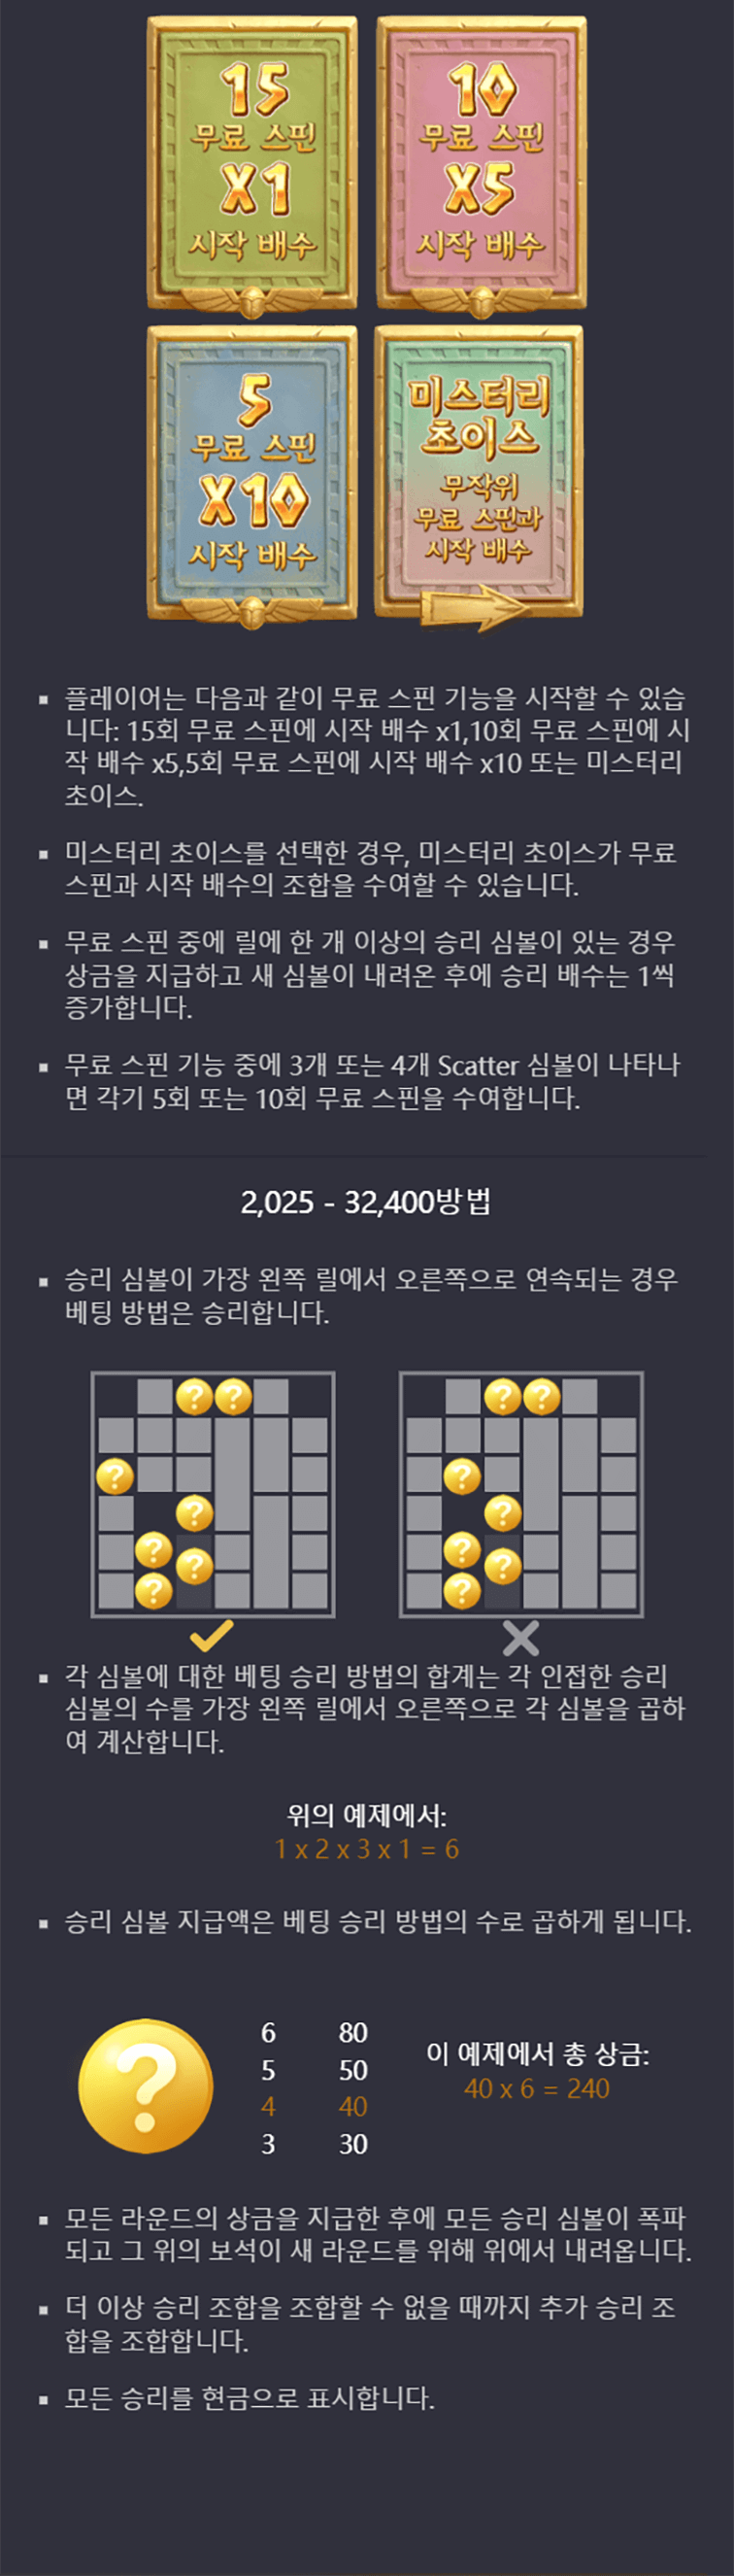 15
무료 스핀
X1
시작 배수
10
무료 스핀
X5
시작 배수
5
무료 스핀
X10
시작 배수
미스터리
초이스
무작위
무료 스핀과
시작 배수
플레이어는 다음과 같이 무료 스핀 기능을 시작할 수 있습
니다: 15회 무료 스핀에 시작 배수 x1,10회 무료 스핀에 시
작 배수 x5,5회 무료 스핀에 시작 배수 x10 또는 미스터리
초이스.
미스터리 초이스를 선택한 경우, 미스터리 초이스가 무료
스핀과 시작 배수의 조합을 수여할 수 있습니다.
무료 스핀 중에 릴에 한 개 이상의 승리 심볼이 있는 경우
상금을 지급하고 새 심볼이 내려온 후에 승리 배수는 1씩
증가합니다.
무료 스핀 기능 중에 3개 또는 4개 Scatter 심볼이 나타나
면 각기 5회 또는 10회 무료 스핀을 수여합니다.
2,025 - 32,400방법
승리 심볼이 가장 왼쪽 릴에서 오른쪽으로 연속되는 경우
베팅 방법은 승리합니다.
? ? ? ? ? ? ?
? ? ? ? ? ? ?
각 심볼에 대한 베팅 승리 방법의 합계는 각 인접한 승리
심볼의 수를 가장 왼쪽 릴에서 오른쪽으로 각 심볼을 곱하
여 계산합니다.
위의 예제에서:
1 x 2 x 3 x 1 = 6
승리 심볼 지급액은 베팅 승리 방법의 수로 곱하게 됩니다.
?
6 80
5 50
4 40
3 30
이 예제에서 총 상금:
40 x 6 = 240
모든 라운드의 상금을 지급한 후에 모든 승리 심볼이 폭파
되고 그 위의 보석이 새 라운드를 위해 위에서 내려옵니다.
더 이상 승리 조합을 조합할 수 없을 때까지 추가 승리 조
합을 조합합니다.
모든 승리를 현금으로 표시합니다.